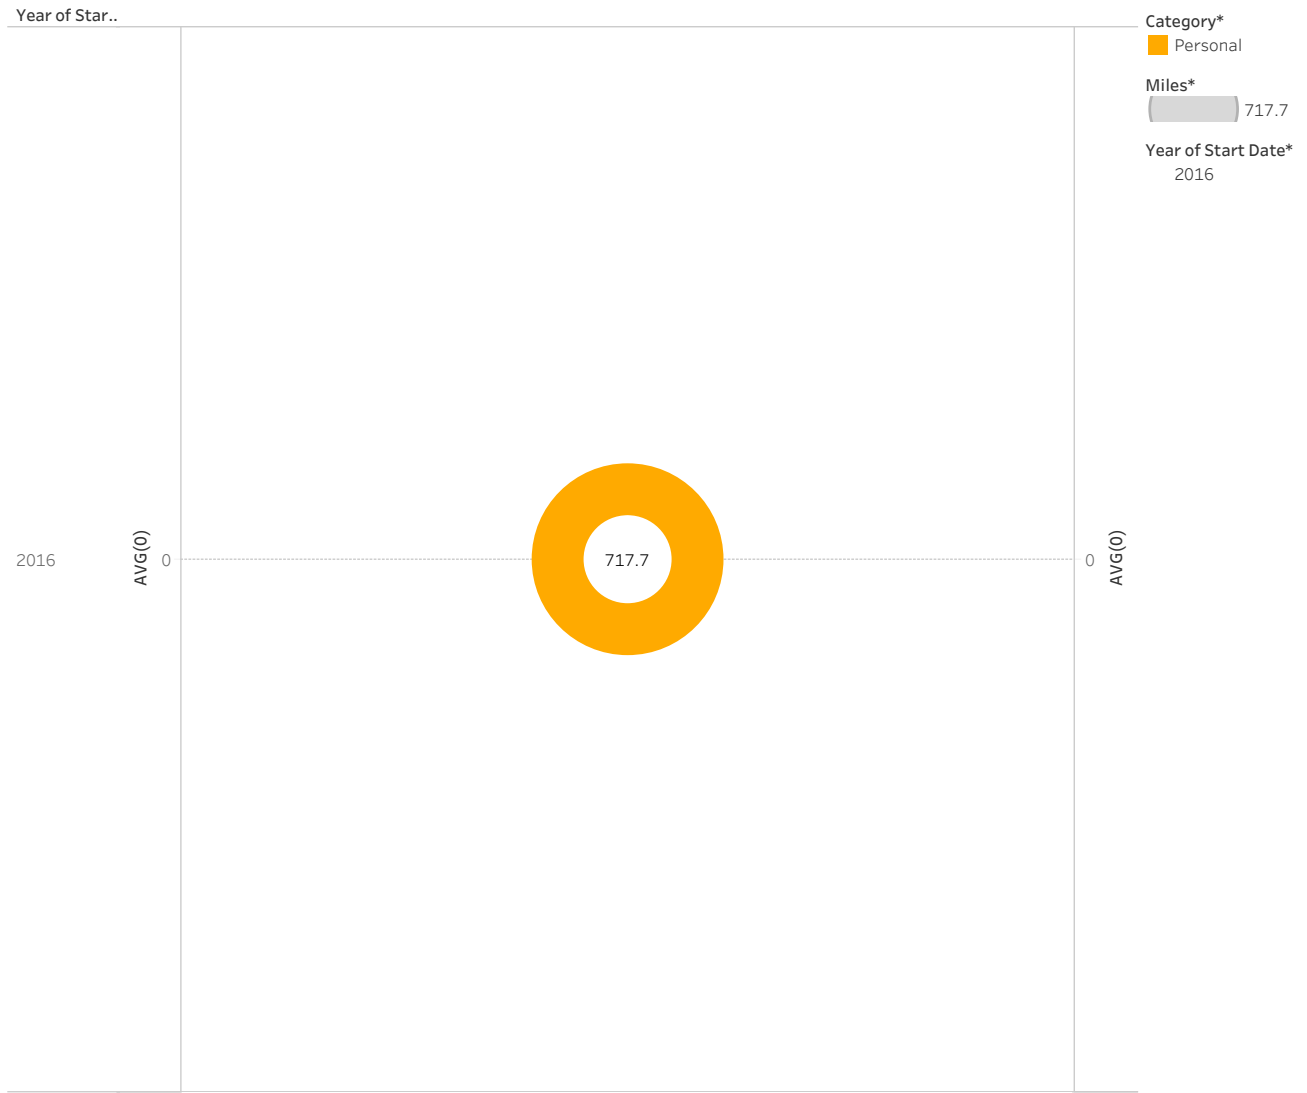 Year of Star..
Category*
Personal
Miles*
717.7
Year of Start Date*
2016
2016
AVG(0)
0
717.7
0
AVG(0)